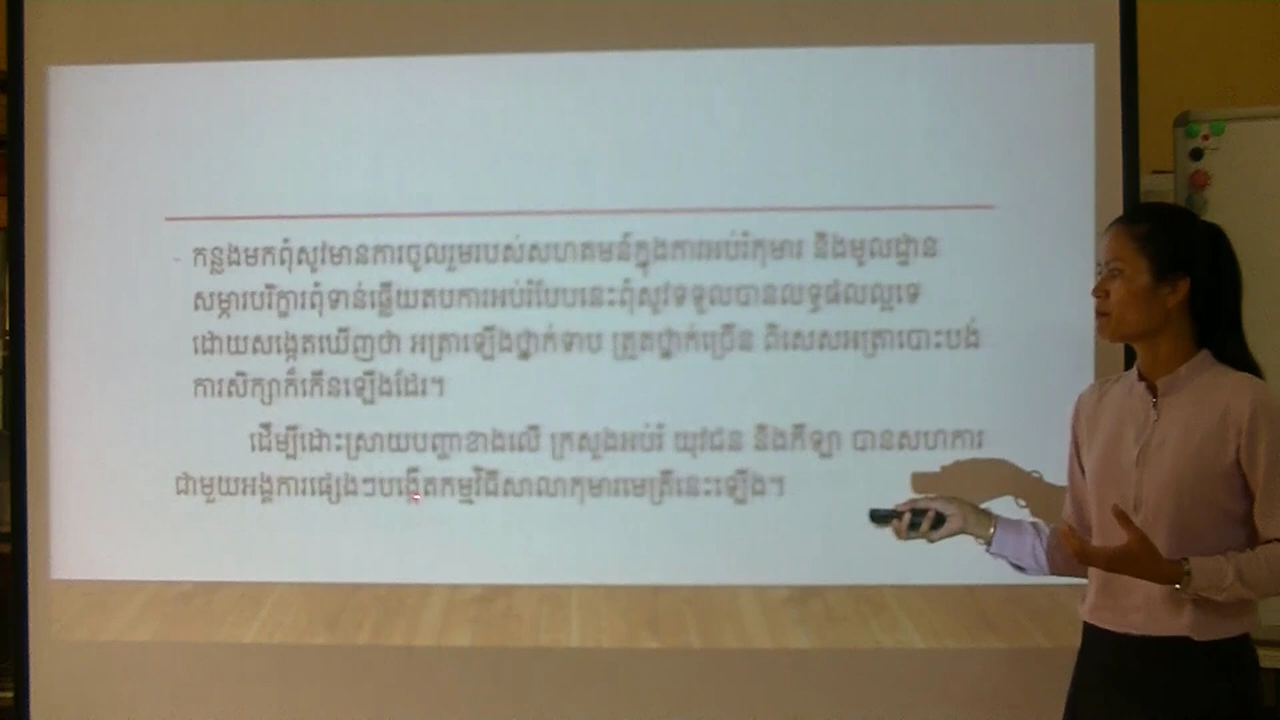 - កន្លងមកពុំសូវមានការចូលរួមរបស់សហគមន៍ក្នុងការអប់រំកុមារ និងមូលដ្ឋាន
សម្ភារបរិក្ខារពុំទាន់ឆ្លើយតបការអប់រំបែបនេះពុំសូវទទួលបានលទ្ធផលល្អទេ
ដោយសង្កេតឃើញថា អត្រាឡើងថ្នាក់ទាប ត្រួតថ្នាក់ច្រើន ពិសេសអត្រាបោះបង់
ការសិក្សាក៏កើនឡើងដែរ។
ដើម្បីដោះស្រាយបញ្ហាខាងលើ ក្រសួងអប់រំ យុវជន និងកីឡា បានសហការ
ជាមួយអង្គការផ្សេងៗបង្កើតកម្មវិធីសាលាកុមារមេត្រីនេះឡើង។